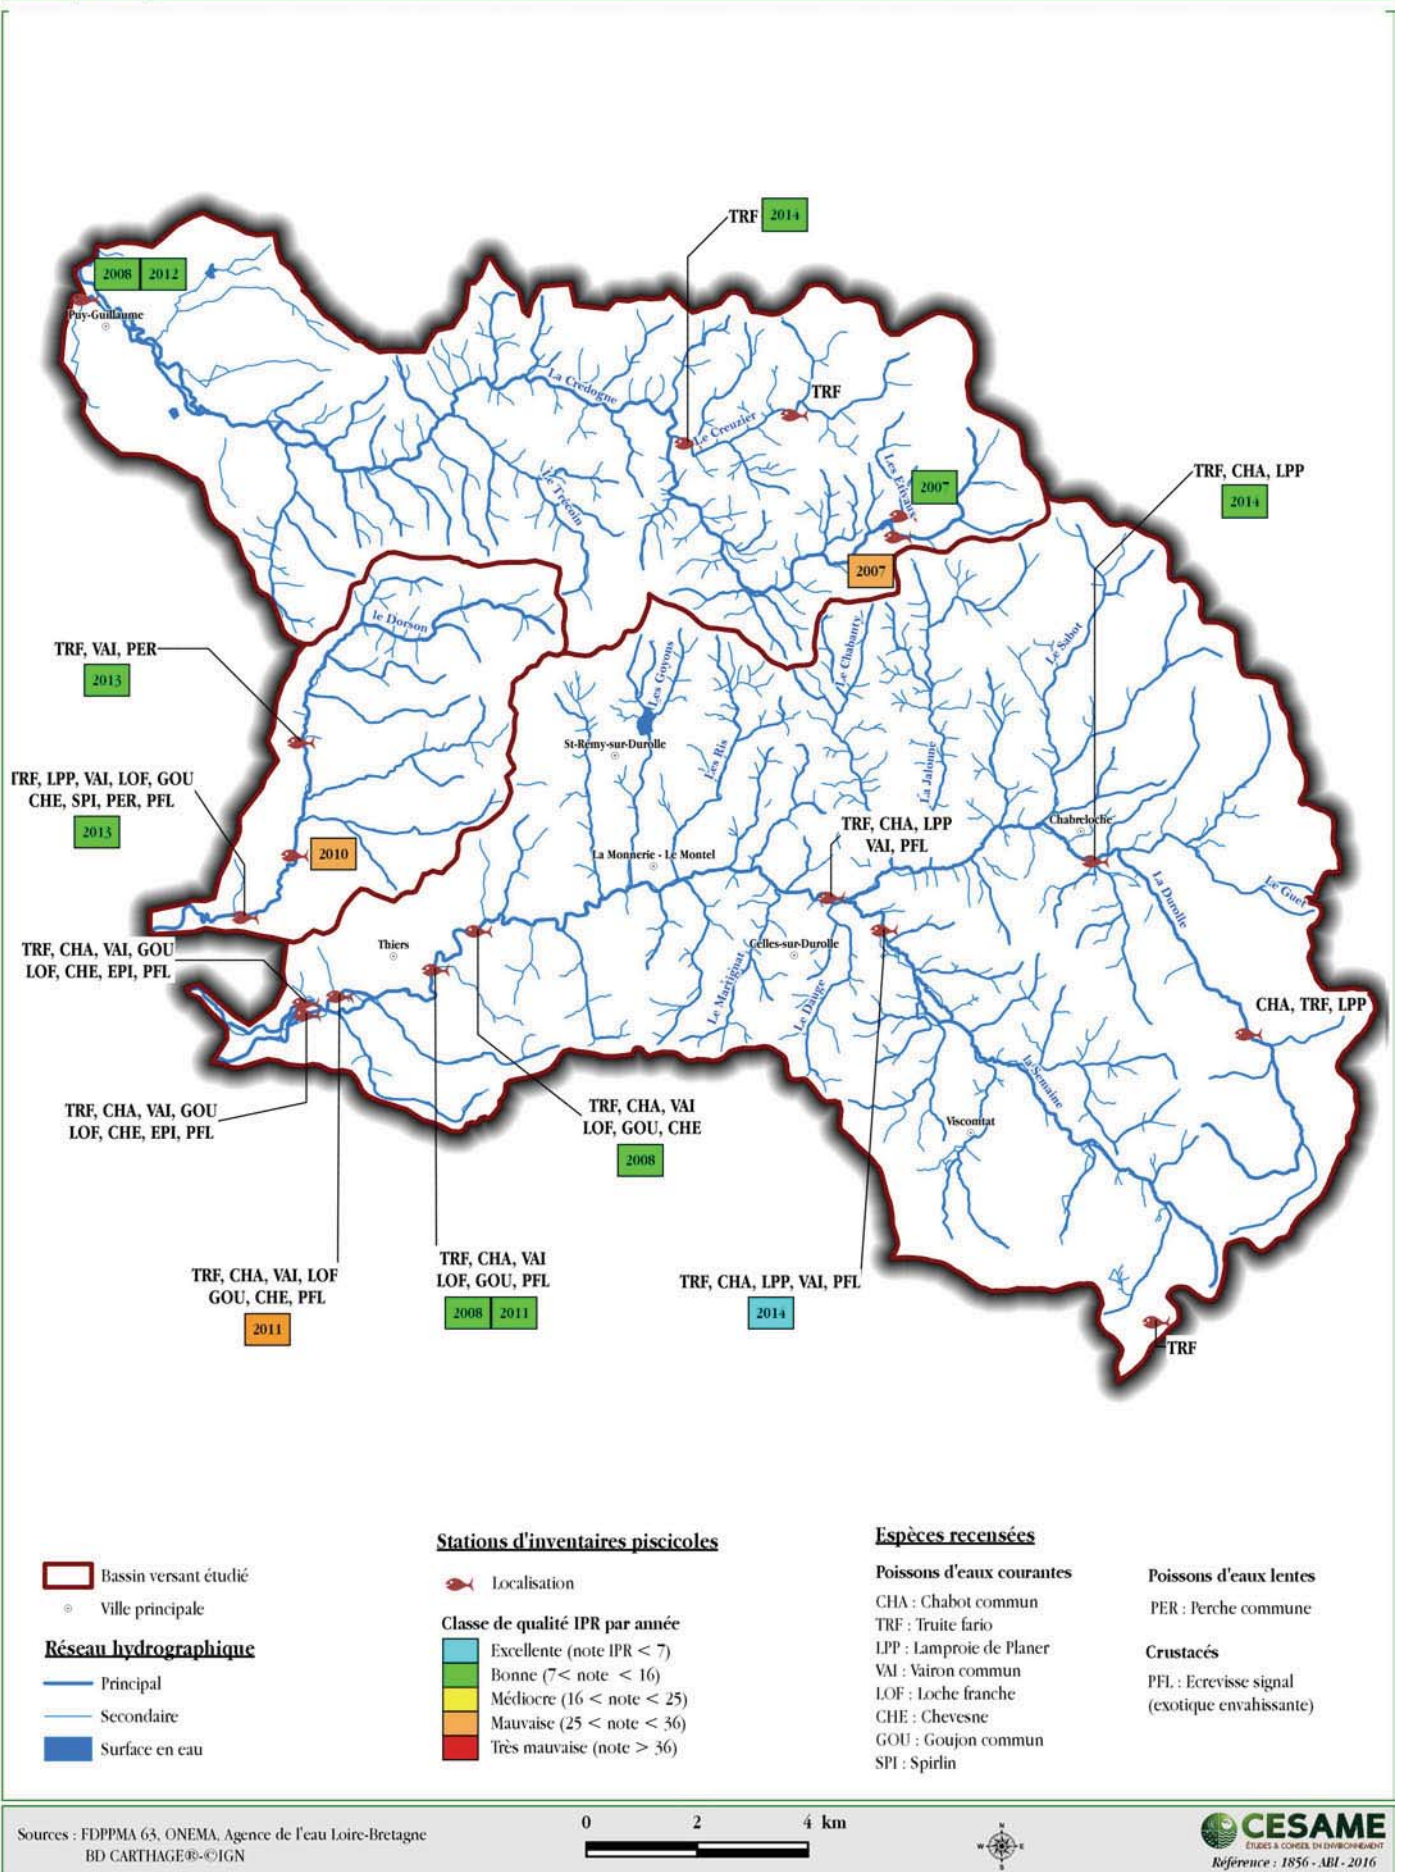 TRF 2014
2008 2012
Puy-Guillaume
La Credogne
TRF
Le Creuzier
Les Etivaux
2007
Le Trécoin
TRF, CHA, LPP
2014
2007
le Dorson
Le Chabanty
Le Sabot
TRF, VAI, PER
2013
Les Goyons
St-Rémy-sur-Durolle
Les Ris
La Jalonne
TRF, LPP, VAI, LOF, GOU
CHE, SPI, PER, PFL
2013
TRF, CHA, LPP
VAI, PFL
Chabreloche
2010
La Monnerie - Le Montel
La Durolle
Le Guet
TRF, CHA, VAI, GOU
LOF, CHE, EPI, PFL
Thiers
Celles-sur-Durolle
Le Martignat
Le Dauge
CHA, TRF, LPP
la Semaine
TRF, CHA, VAI, GOU
LOF, CHE, EPI, PFL
TRF, CHA, VAI
LOF, GOU, CHE
2008
Viscomtat
TRF, CHA, VAI, LOF
GOU, CHE, PFL
2011
TRF, CHA, VAI
LOF, GOU, PFL
2008 2011
TRF, CHA, LPP, VAI, PFL
2014
TRF
Bassin versant étudié
Ville principale
Réseau hydrographique
Principal
Secondaire
Surface en eau
Stations d'inventaires piscicoles
Localisation
Classe de qualité IPR par année
Excellente (note IPR < 7)
Bonne (7< note < 16)
Médiocre (16 < note < 25)
Mauvaise (25 < note < 36)
Très mauvaise (note > 36)
Espèces recensées
Poissons d'eaux courantes
CHA : Chabot commun
TRF : Truite fario
LPP : Lamproie de Planer
VAI : Vairon commun
LOF : Loche franche
CHE : Chevesne
GOU : Goujon commun
SPI : Spirlin
Poissons d'eaux lentes
PER : Perche commune
Crustacés
PFL : Ecrevisse signal
(exotique envahissante)
Sources : FDPPMA 63, ONEMA, Agence de l'eau Loire-Bretagne
BD CARTHAGE®-©IGN
0 2 4 km
N
W E
S
CESAME
ÉTUDES & CONSEIL EN ENVIRONNEMENT
Référence : 1856 - ABI - 2016